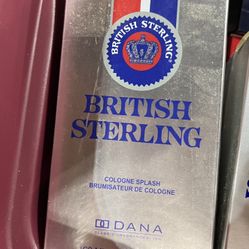 BRITISH STERLING
BRITISH
STERLING
COLOGNE SPLASH
BRUMISATEUR DE COLOGNE
DANA